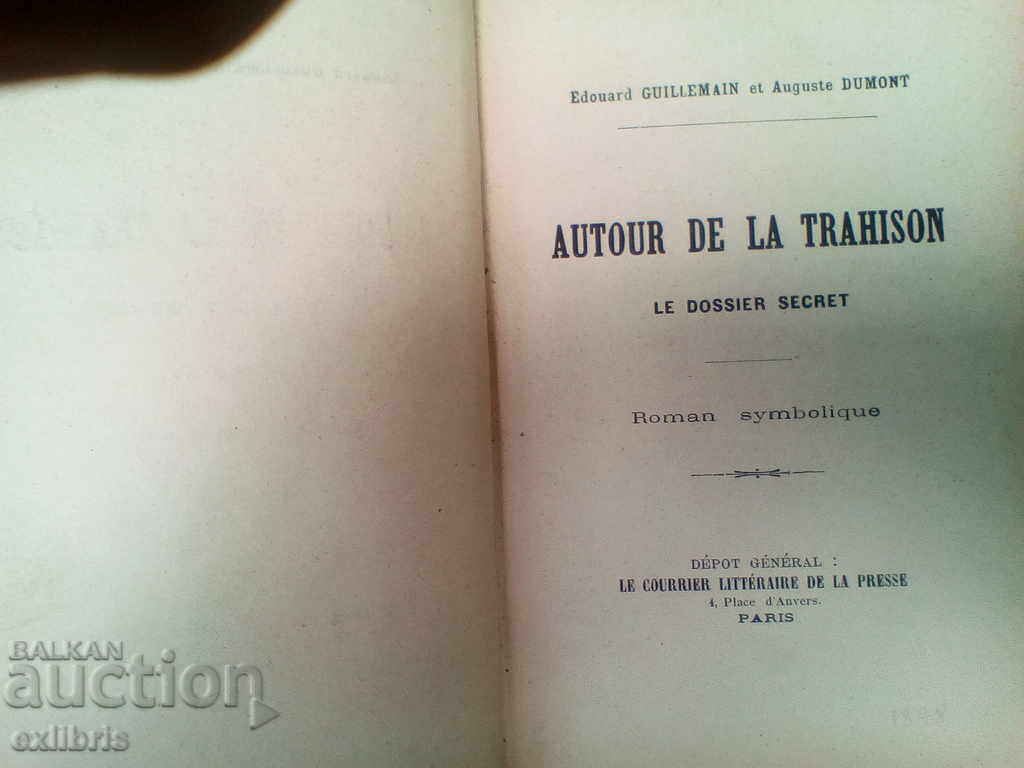 Edouard GUILLEMAIN et Auguste DUMONT
AUTOUR DE LA TRAHISON
LE DOSSIER SECRET
Roman symbolique
DÉPOT GÉNÉRAL :
LE COURRIER LITTÉRAIRE DE LA PRESSE
4, Place d'Anvers.
PARIS
BALKAN
auction
exlibris